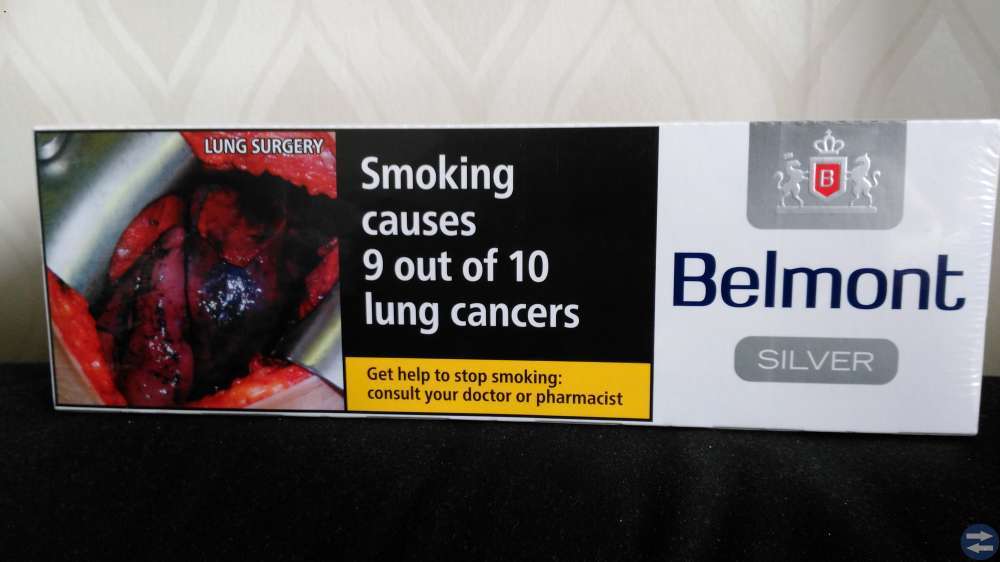 LUNG SURGERY
Smoking
causes
9 out of 10
lung cancers
Get help to stop smoking:
consult your doctor or pharmacist
B
Belmont
SILVER